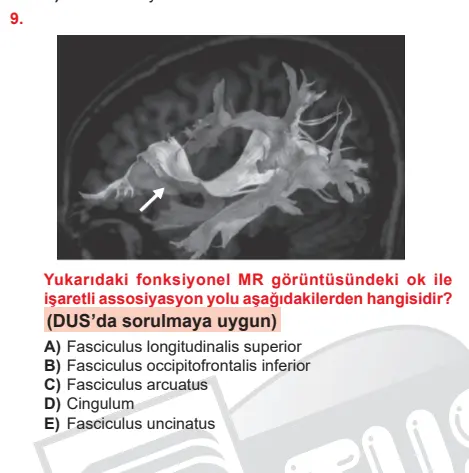 9.
Yukarıdaki fonksiyonel MR görüntüsündeki ok ile
işaretli assosiyasyon yolu aşağıdakilerden hangisidir?
(DUS’da sorulmaya uygun)
A) Fasciculus longitudinalis superior
B) Fasciculus occipitofrontalis inferior
C) Fasciculus arcuatus
D) Cingulum
E) Fasciculus uncinatus